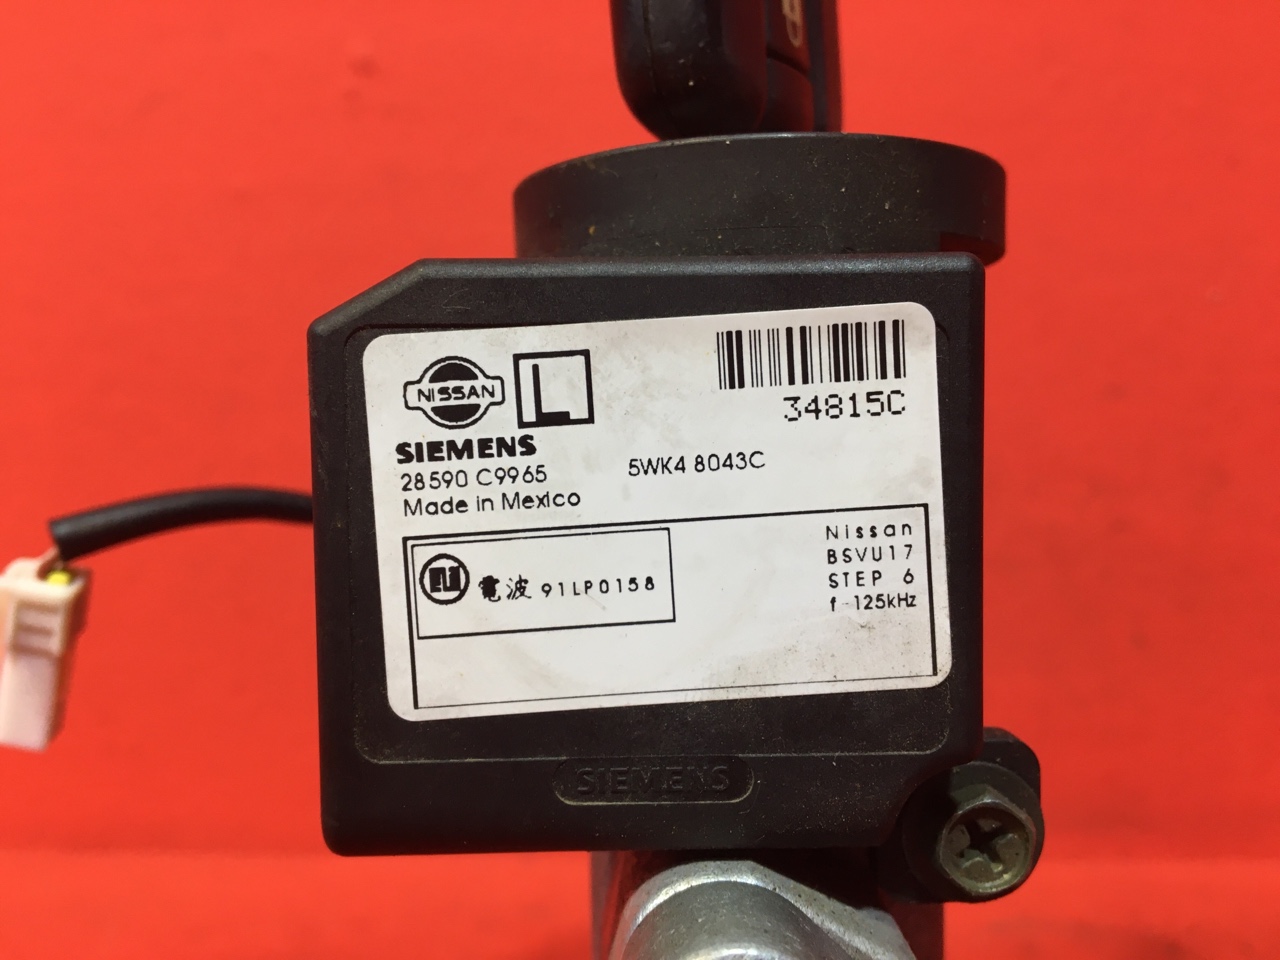 NISSAN
L
34815C
SIEMENS
28590 C9965
5WK4 8043C
Made in Mexico
電波 91LP0158
Nissan
BSVU17
STEP 6
f - 125kHz
SIEMENS